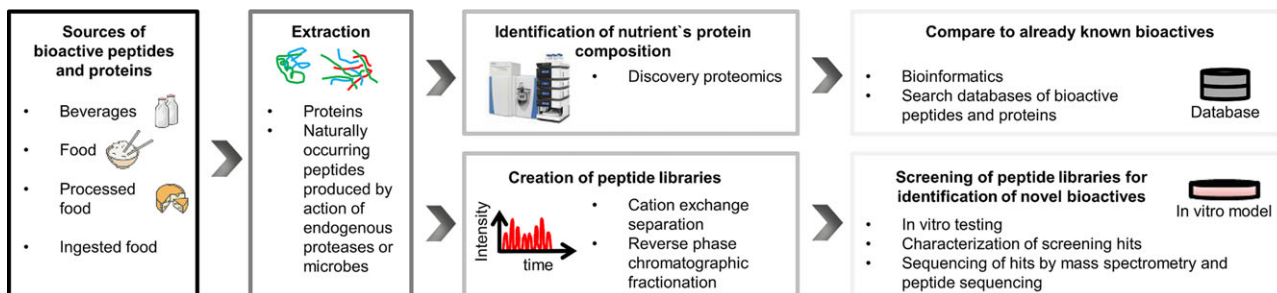 Sources of
bioactive peptides
and proteins
• Beverages
• Food
• Processed
food
• Ingested food
Extraction
• Proteins
• Naturally
occurring
peptides
produced by
action of
endogenous
proteases or
microbes
Identification of nutrient`s protein
composition
• Discovery proteomics
Compare to already known bioactives
• Bioinformatics
• Search databases of bioactive
peptides and proteins
Database
Creation of peptide libraries
Intensity
time
• Cation exchange
separation
• Reverse phase
chromatographic
fractionation
Screening of peptide libraries for
identification of novel bioactives
In vitro model
• In vitro testing
• Characterization of screening hits
• Sequencing of hits by mass spectrometry and
peptide sequencing